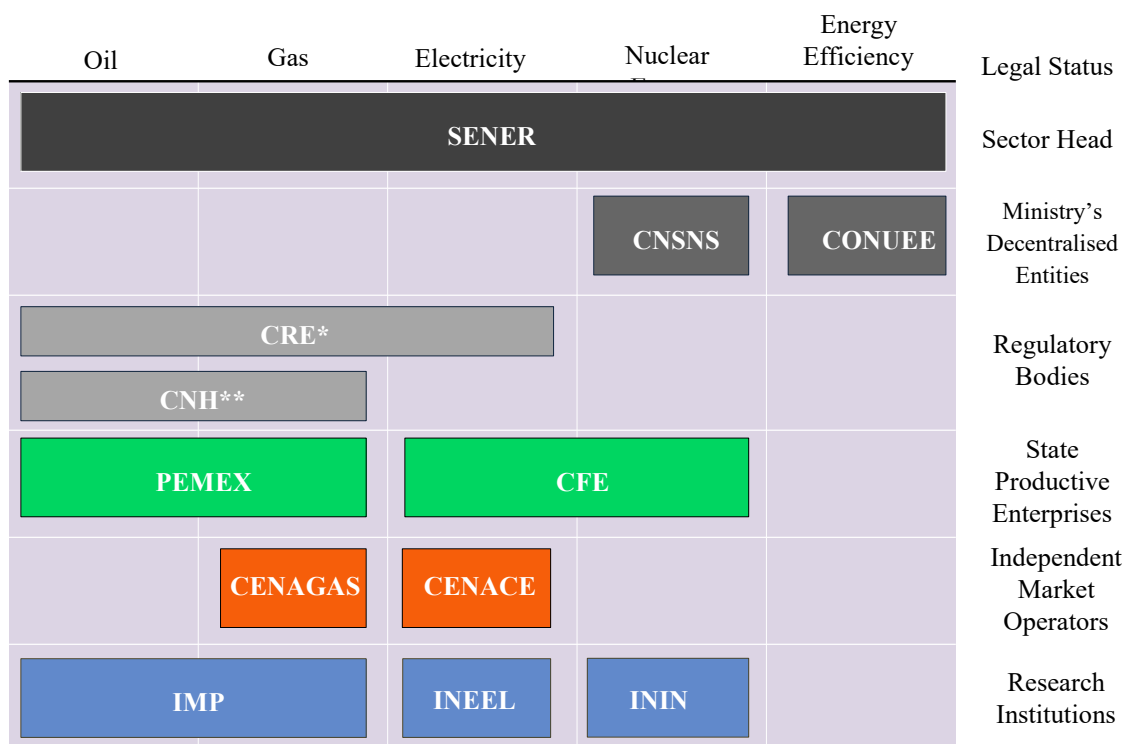 Oil
Gas
Electricity
Nuclear
Energy
Efficiency
Legal Status
SENER
Sector Head
CNSNS
CONUEE
Ministry’s
Decentralised
Entities
CRE*
CNH**
Regulatory
Bodies
PEMEX
CFE
State
Productive
Enterprises
CENAGAS
CENACE
Independent
Market
Operators
IMP
INEEL
ININ
Research
Institutions